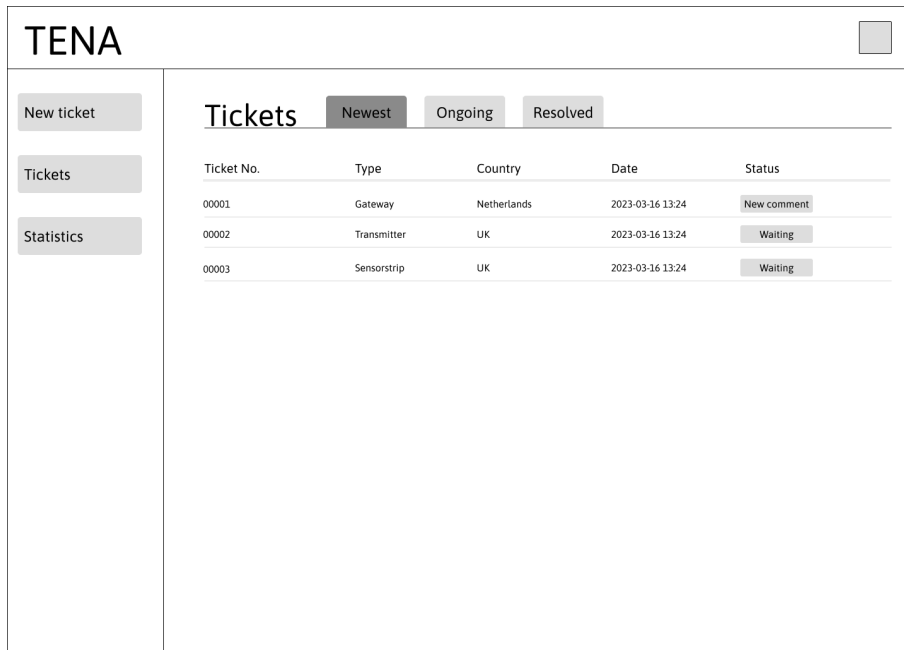 TENA
New ticket
Tickets
Statistics
Tickets Newest Ongoing Resolved
Ticket No. Type Country Date Status
00001 Gateway Netherlands 2023-03-16 13:24 New comment
00002 Transmitter UK 2023-03-16 13:24 Waiting
00003 Sensorstrip UK 2023-03-16 13:24 Waiting